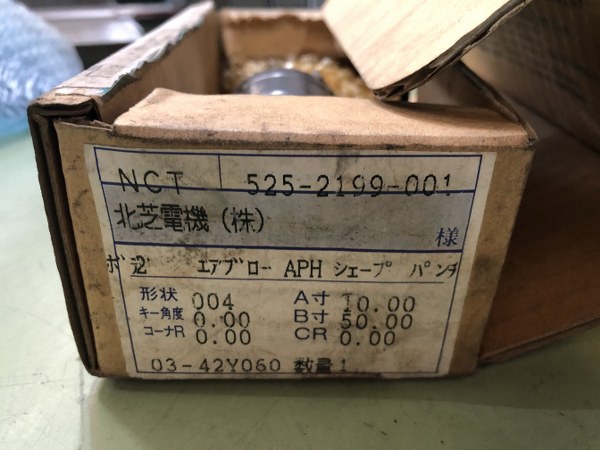 NCT 525-2199-001
北芝電機(株)
様
エアブロー APH シェープ パンチ
形状 004 A寸 10.00
キー角度 0.00 B寸 50.00
コーナR 0.00 CR 0.00
03-42Y060 数量 1